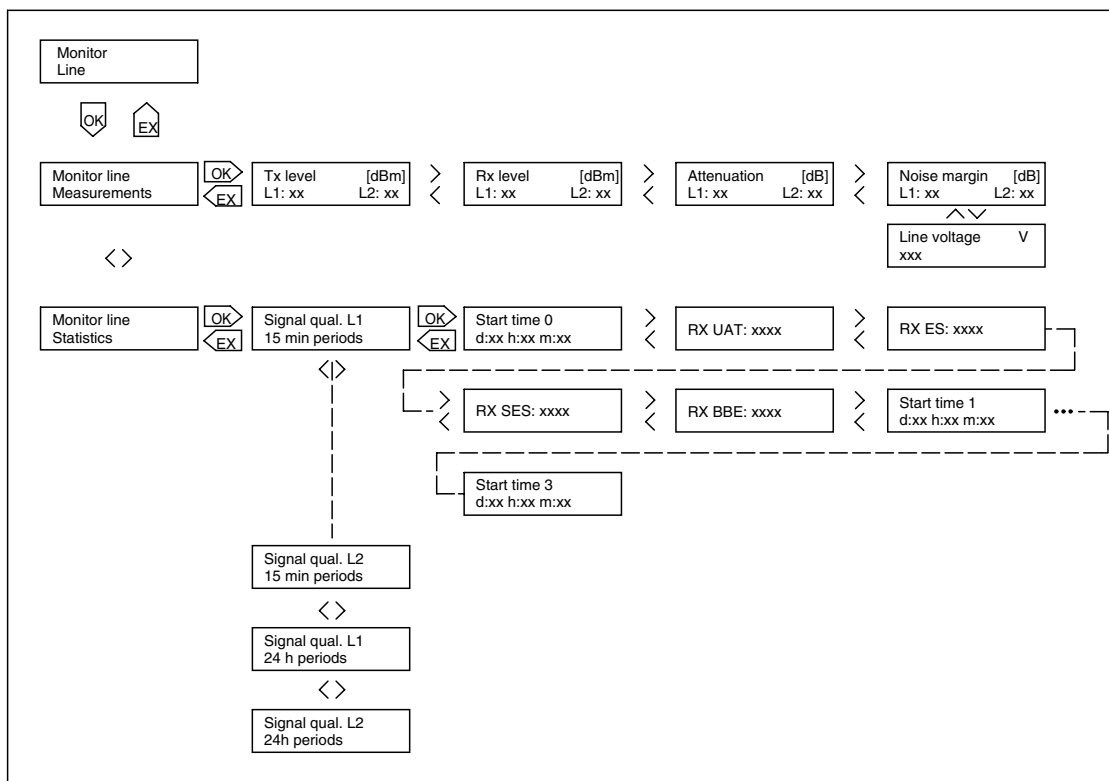 Monitor
Line
OK
EX
Monitor line
Measurements
OK
EX
Tx level [dBm]
L1: xx L2: xx
>
<
Rx level [dBm]
L1: xx L2: xx
>
<
Attenuation [dB]
L1: xx L2: xx
>
<
Noise margin [dB]
L1: xx L2: xx
Line voltage V
xxx
< >
Monitor line
Statistics
OK
EX
Signal qual. L1
15 min periods
OK
EX
Start time 0
d:xx h:xx m:xx
>
<
RX UAT: xxxx
>
<
RX ES: xxxx
< >
>
<
RX SES: xxxx
>
<
RX BBE: xxxx
>
<
Start time 1
d:xx h:xx m:xx
•••
Start time 3
d:xx h:xx m:xx
Signal qual. L2
15 min periods
< >
Signal qual. L1
24 h periods
< >
Signal qual. L2
24h periods